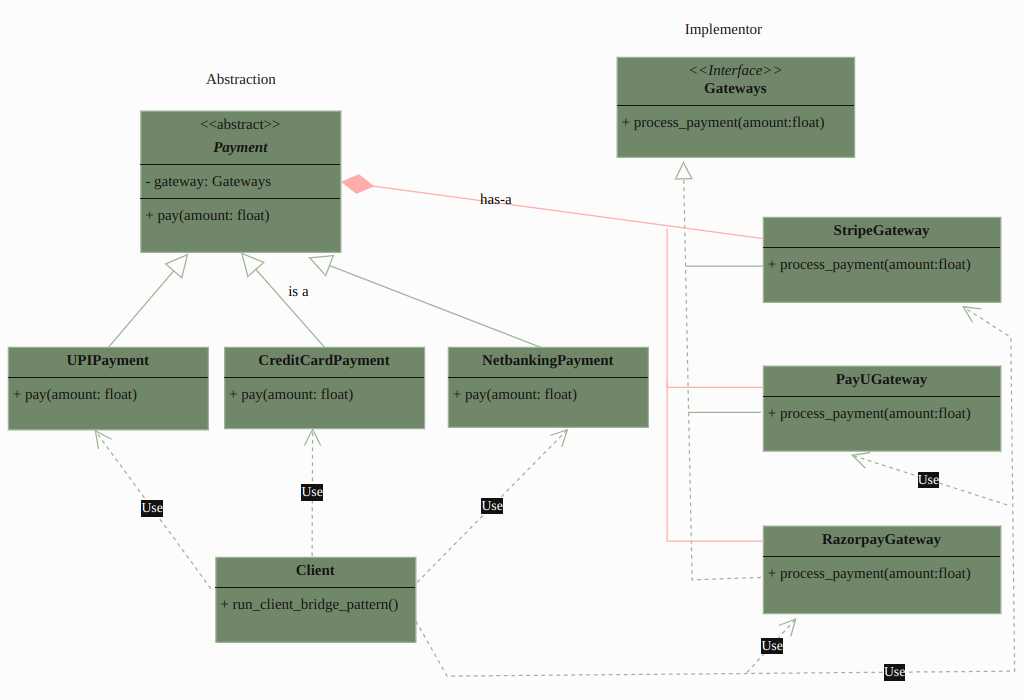 Implementor
Abstraction
<<Interface>>
Gateways
+ process_payment(amount:float)
<<abstract>>
Payment
- gateway: Gateways
+ pay(amount: float)
has-a
StripeGateway
+ process_payment(amount:float)
is a
UPIPayment
+ pay(amount: float)
CreditCardPayment
+ pay(amount: float)
NetbankingPayment
+ pay(amount: float)
PayUGateway
+ process_payment(amount:float)
Use
Use
Use
Use
RazorpayGateway
+ process_payment(amount:float)
Client
+ run_client_bridge_pattern()
Use
Use